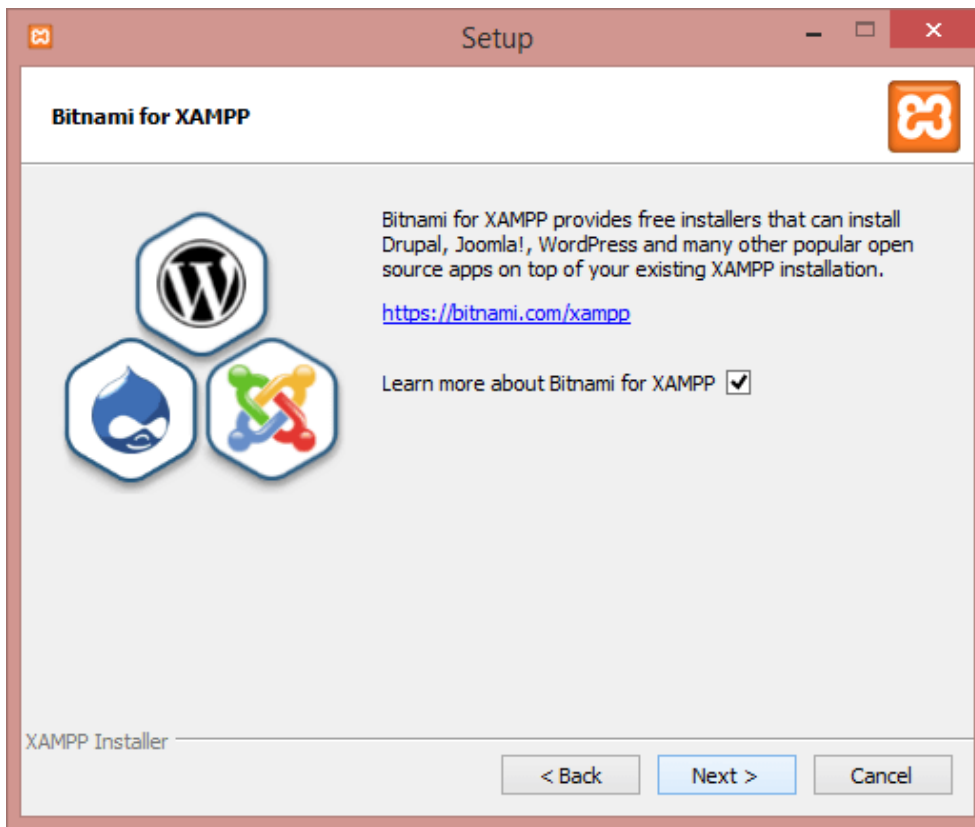 Setup
Bitnami for XAMPP
Bitnami for XAMPP provides free installers that can install
Drupal, Joomla!, WordPress and many other popular open
source apps on top of your existing XAMPP installation.
https://bitnami.com/xampp
Learn more about Bitnami for XAMPP
XAMPP Installer
< Back
Next >
Cancel